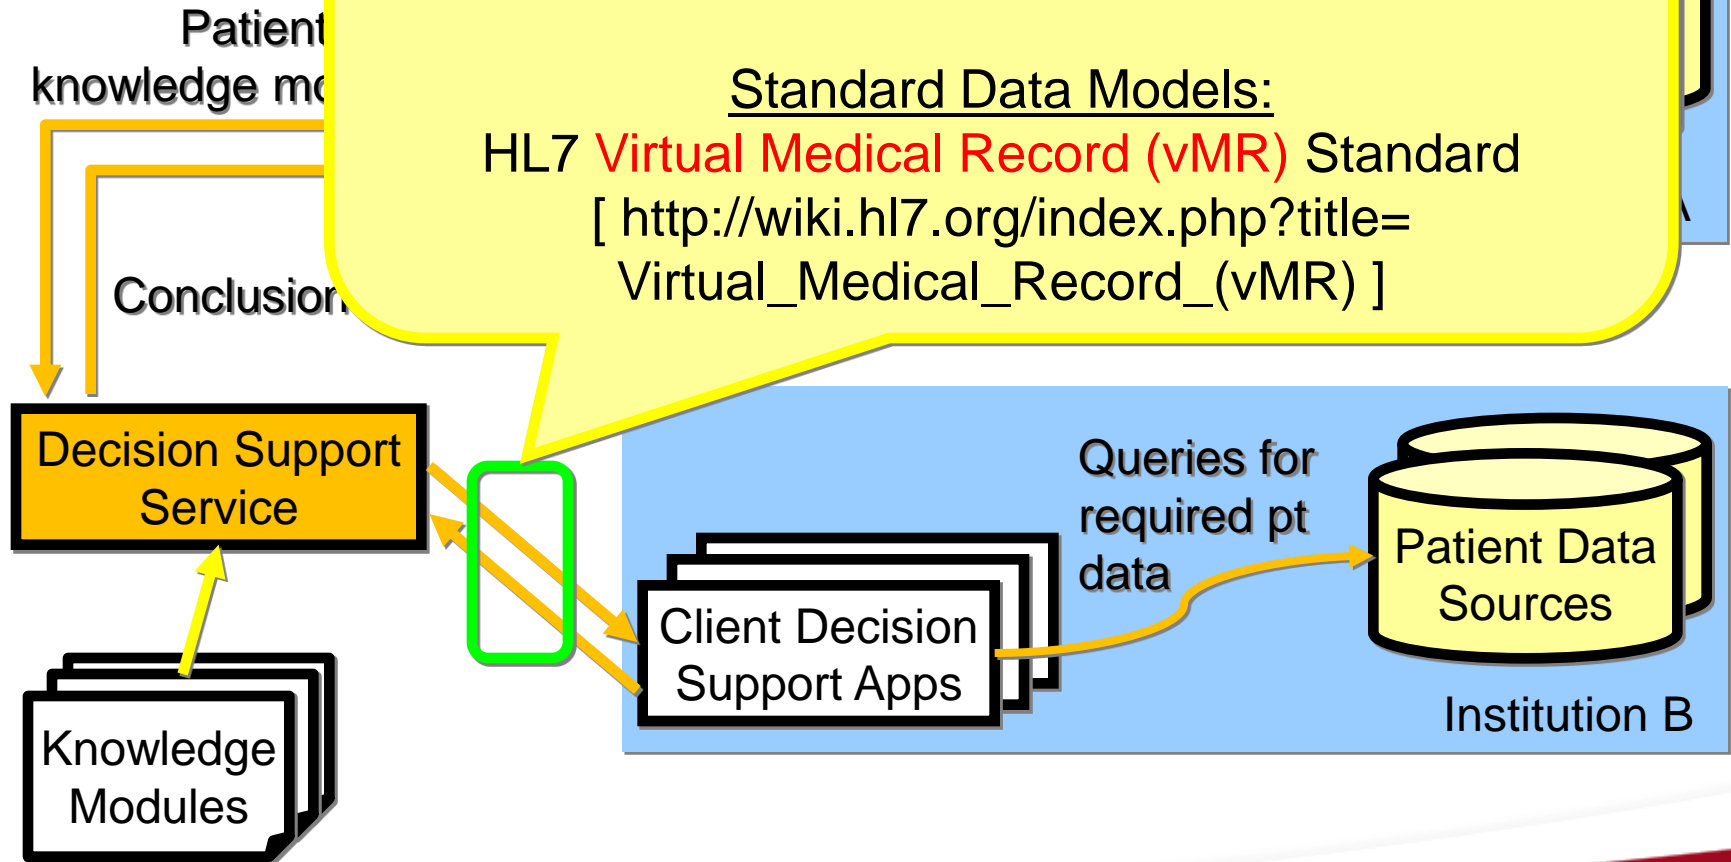 Patient
knowledge mo
Standard Data Models:
HL7 Virtual Medical Record (vMR) Standard
[ http://wiki.hl7.org/index.php?title=
Virtual_Medical_Record_(vMR) ]
Conclusion
Decision Support
Service
Queries for
required pt
data
Patient Data
Sources
Client Decision
Support Apps
Institution B
Knowledge
Modules